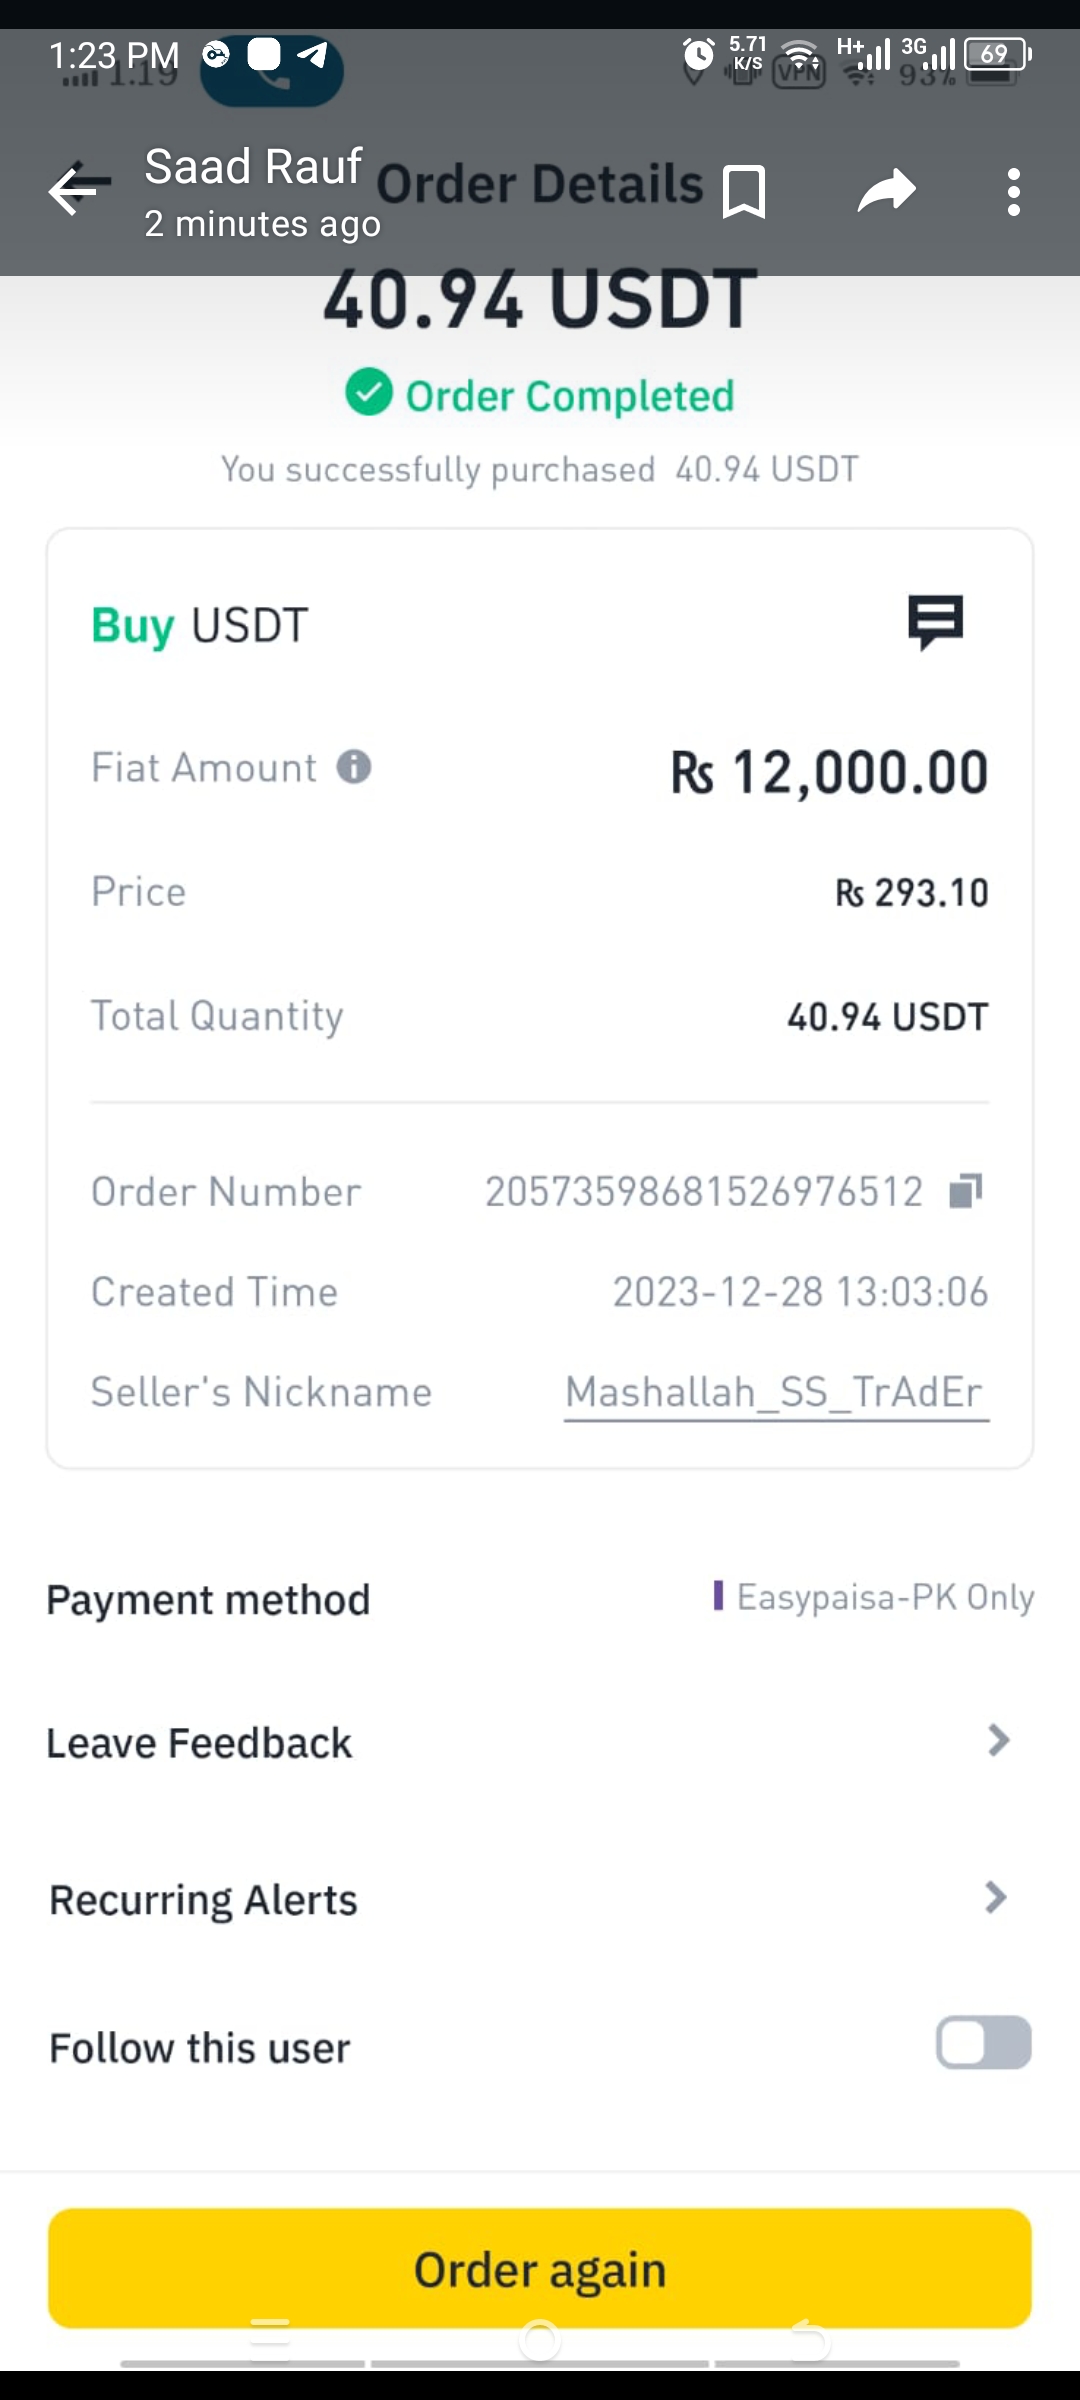 1:23 PM 5.71 K/S H+ 3G 69
1:19 VPN 93%
Saad Rauf
Order Details
2 minutes ago
40.94 USDT
Order Completed
You successfully purchased 40.94 USDT
Buy USDT
Fiat Amount ₨ 12,000.00
Price ₨ 293.10
Total Quantity 40.94 USDT
Order Number 20573598681526976512
Created Time 2023-12-28 13:03:06
Seller's Nickname Mashallah_SS_TrAdEr
Payment method Easypaisa-PK Only
Leave Feedback
Recurring Alerts
Follow this user
Order again